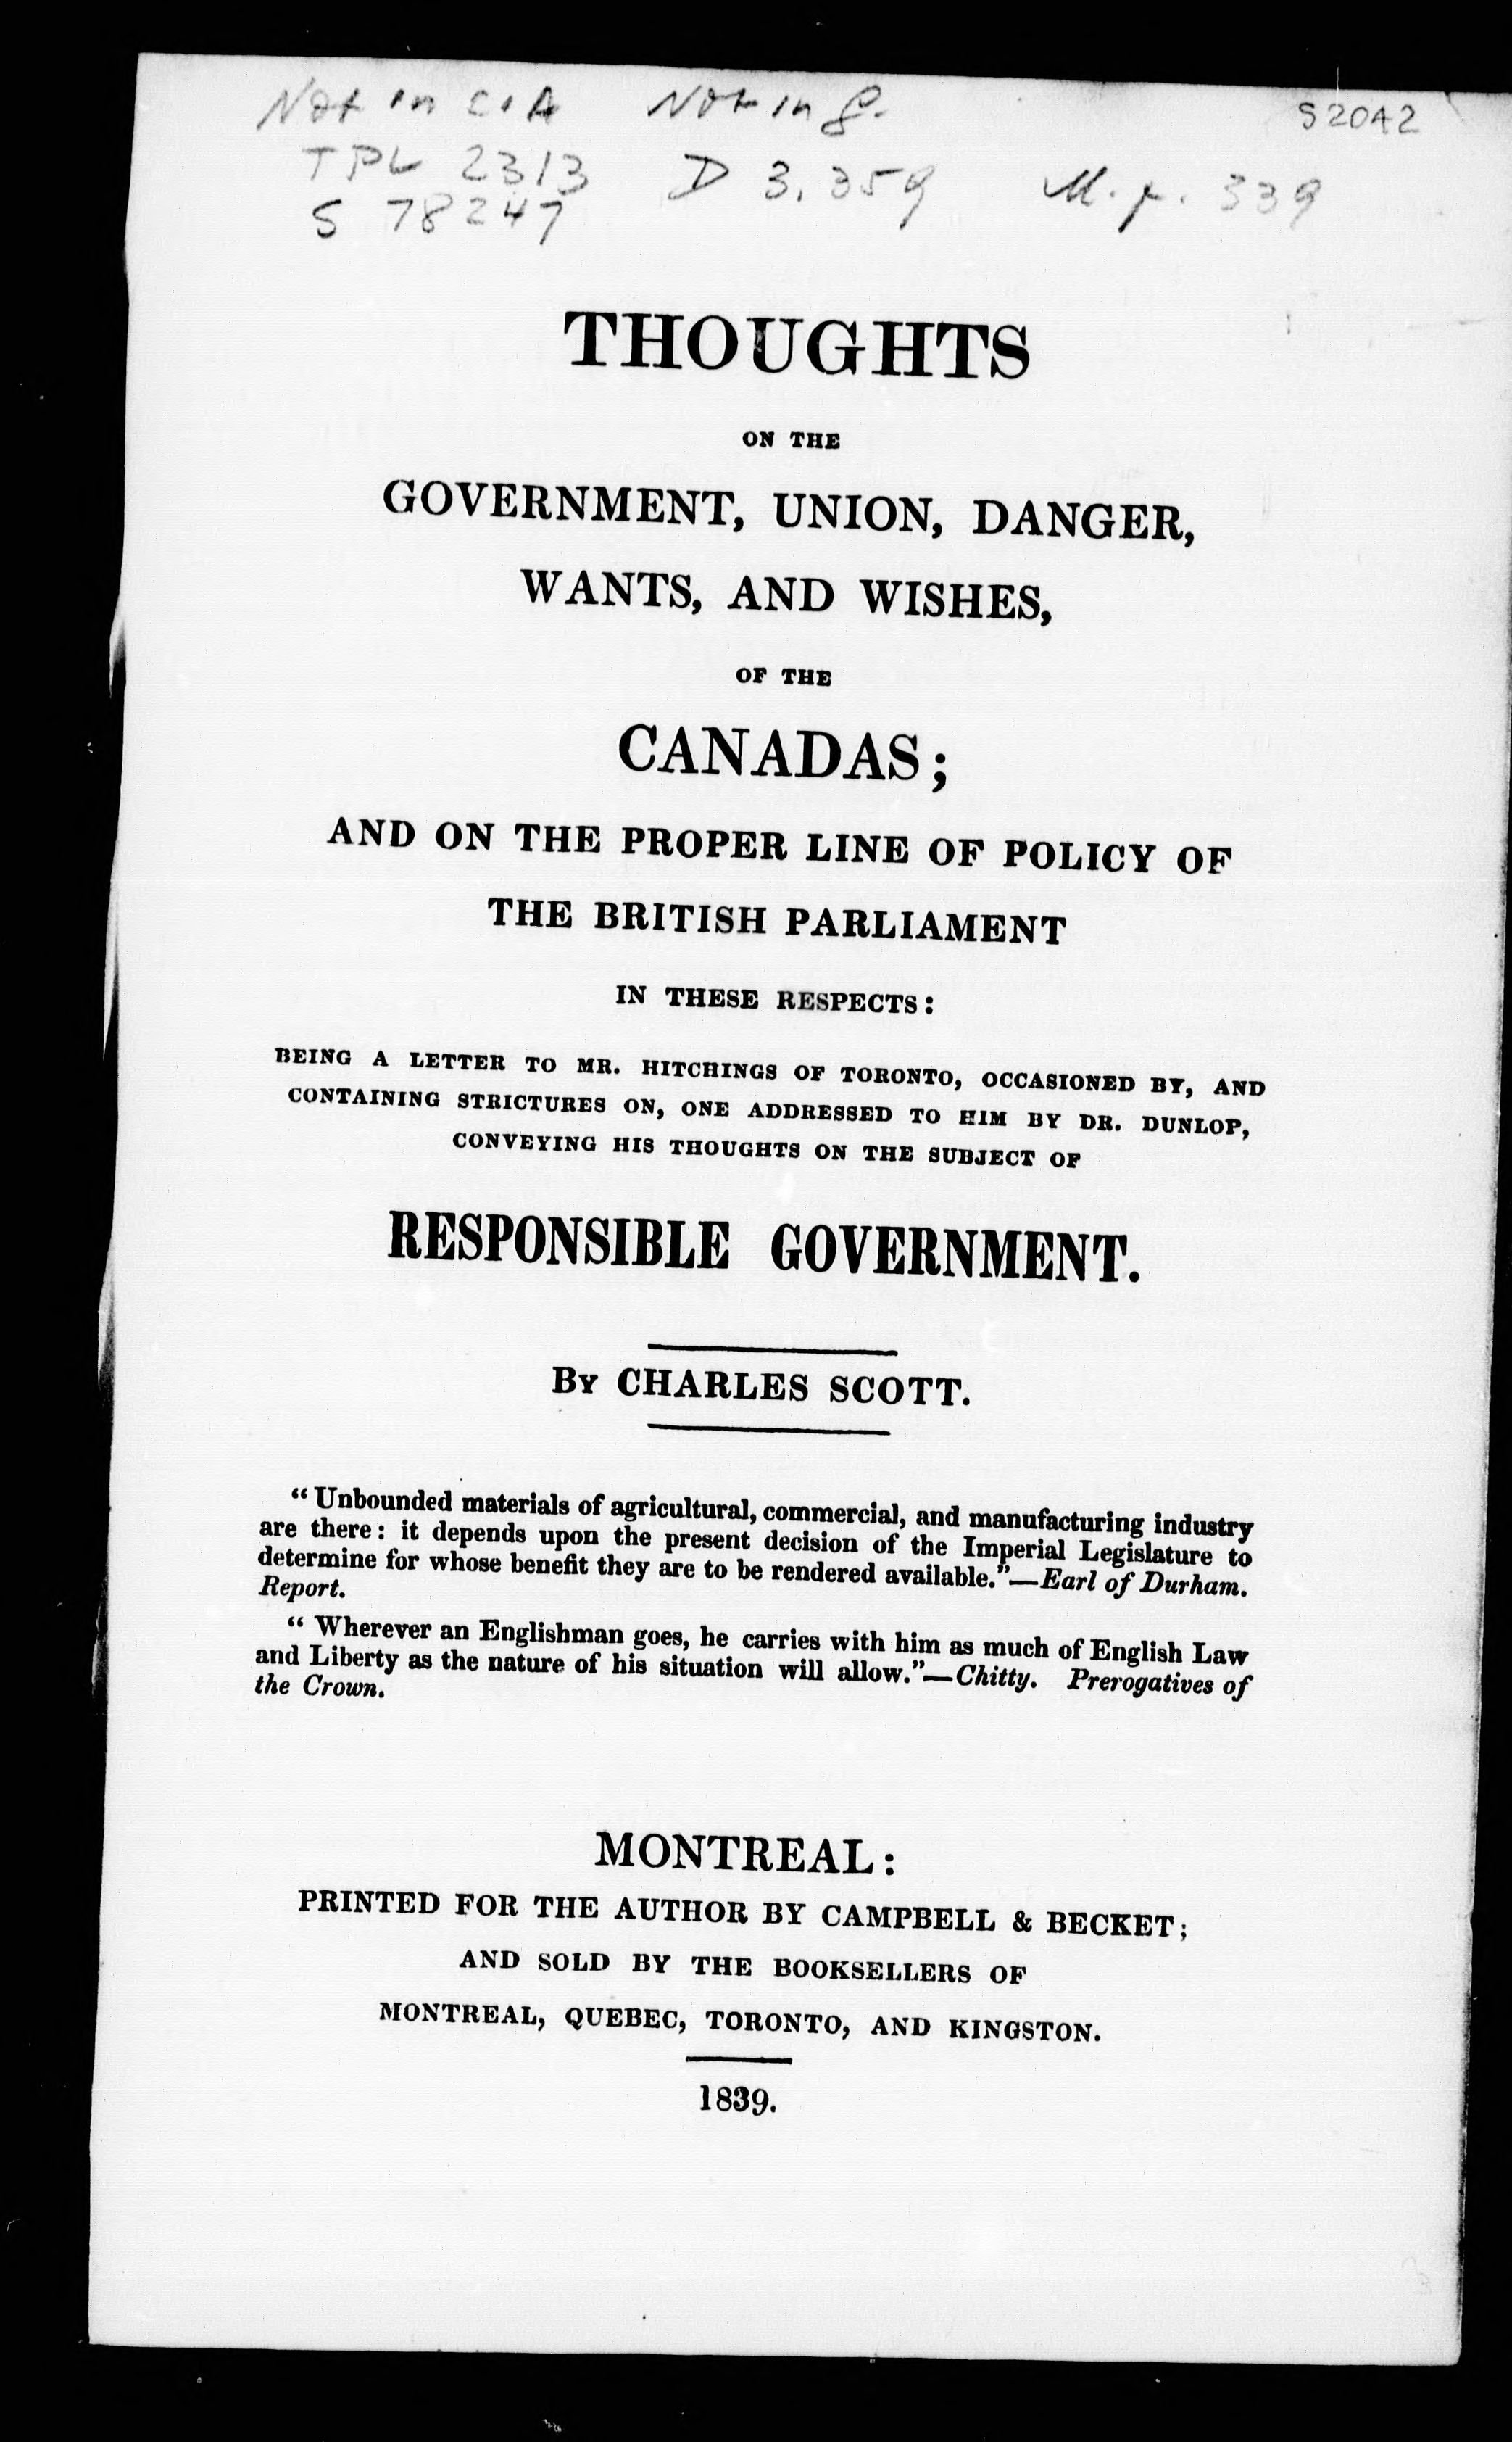 Not in C.A Not in G. S2042
TPL 2313 D 3.359 M.p. 339
S 78247
THOUGHTS
ON THE
GOVERNMENT, UNION, DANGER,
WANTS, AND WISHES,
OF THE
CANADAS;
AND ON THE PROPER LINE OF POLICY OF
THE BRITISH PARLIAMENT
IN THESE RESPECTS:
BEING A LETTER TO MR. HITCHINGS OF TORONTO, OCCASIONED BY, AND
CONTAINING STRICTURES ON, ONE ADDRESSED TO HIM BY DR. DUNLOP,
CONVEYING HIS THOUGHTS ON THE SUBJECT OF
RESPONSIBLE GOVERNMENT.
BY CHARLES SCOTT.
"Unbounded materials of agricultural, commercial, and manufacturing industry
are there: it depends upon the present decision of the Imperial Legislature to
determine for whose benefit they are to be rendered available."—Earl of Durham.
Report.
"Wherever an Englishman goes, he carries with him as much of English Law
and Liberty as the nature of his situation will allow."—Chitty. Prerogatives of
the Crown.
MONTREAL:
PRINTED FOR THE AUTHOR BY CAMPBELL & BECKET;
AND SOLD BY THE BOOKSELLERS OF
MONTREAL, QUEBEC, TORONTO, AND KINGSTON.
1839.